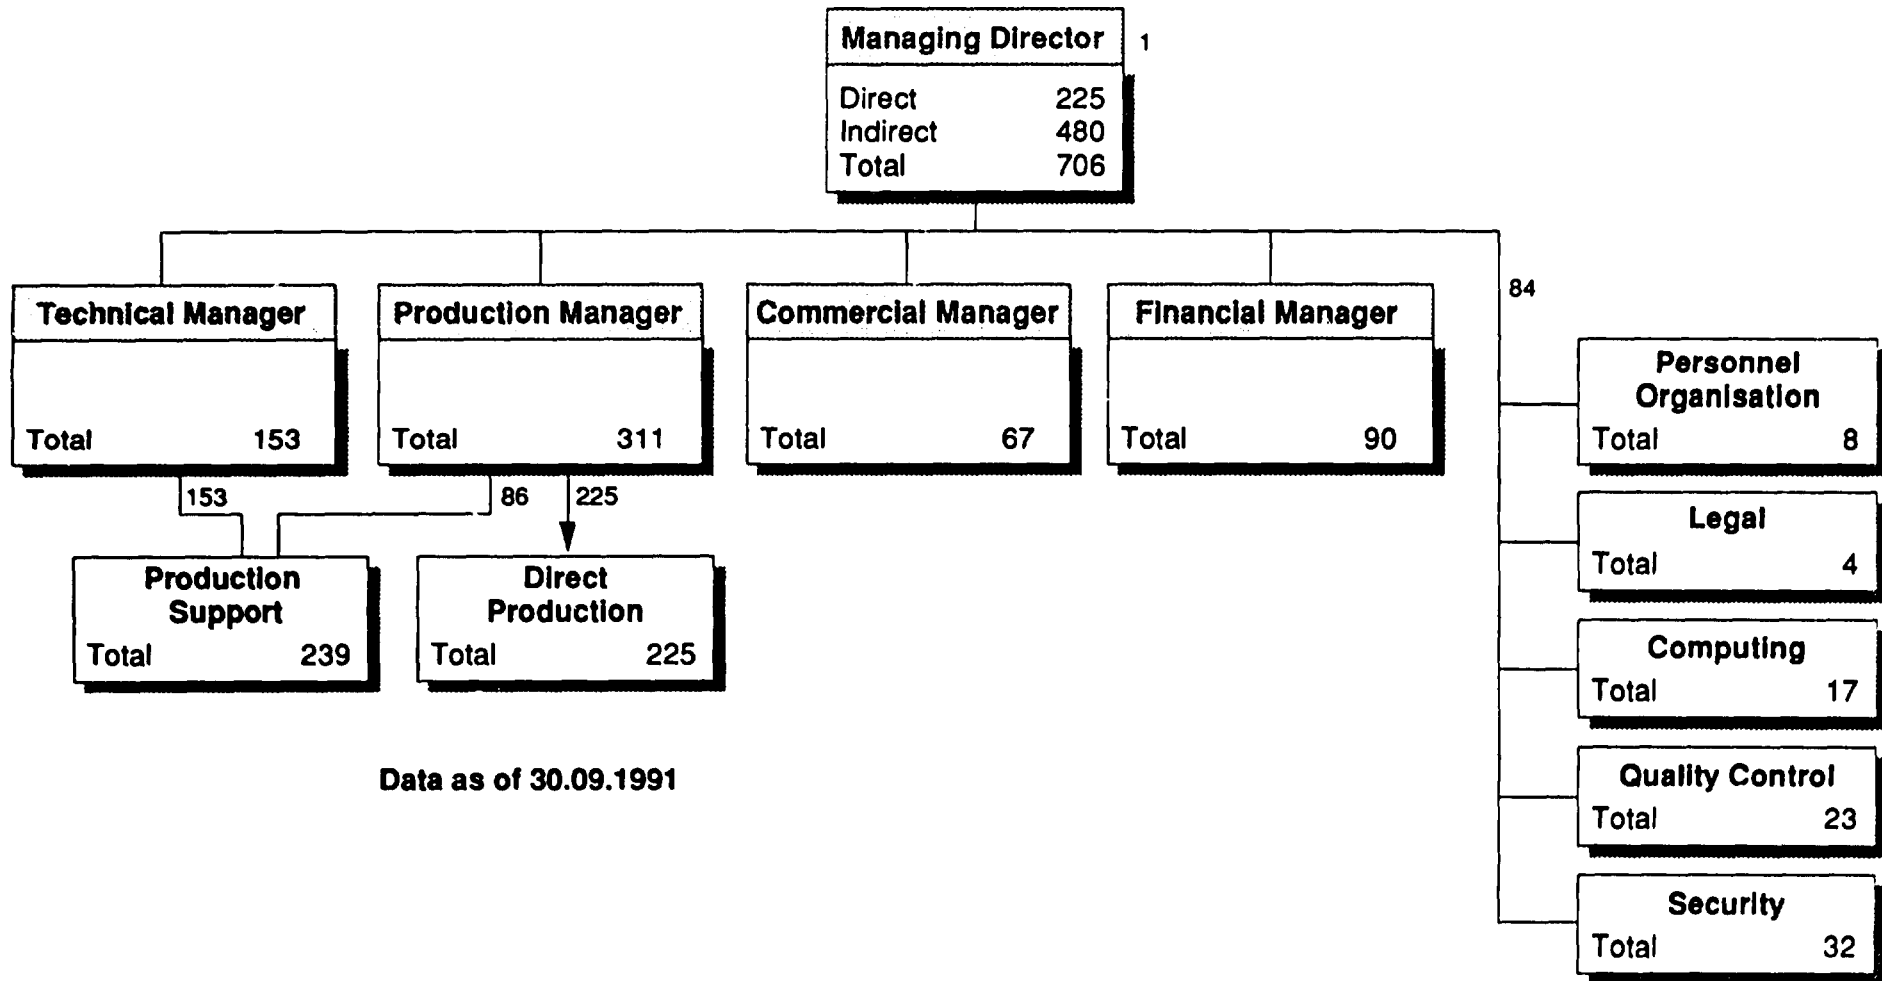 Managing Director 1
Direct 225
Indirect 480
Total 706
84
Technical Manager
Total 153
Production Manager
Total 311
Commercial Manager
Total 67
Financial Manager
Total 90
153
86
225
Production
Support
Total 239
Direct
Production
Total 225
Personnel
Organisation
Total 8
Legal
Total 4
Computing
Total 17
Quality Control
Total 23
Security
Total 32
Data as of 30.09.1991